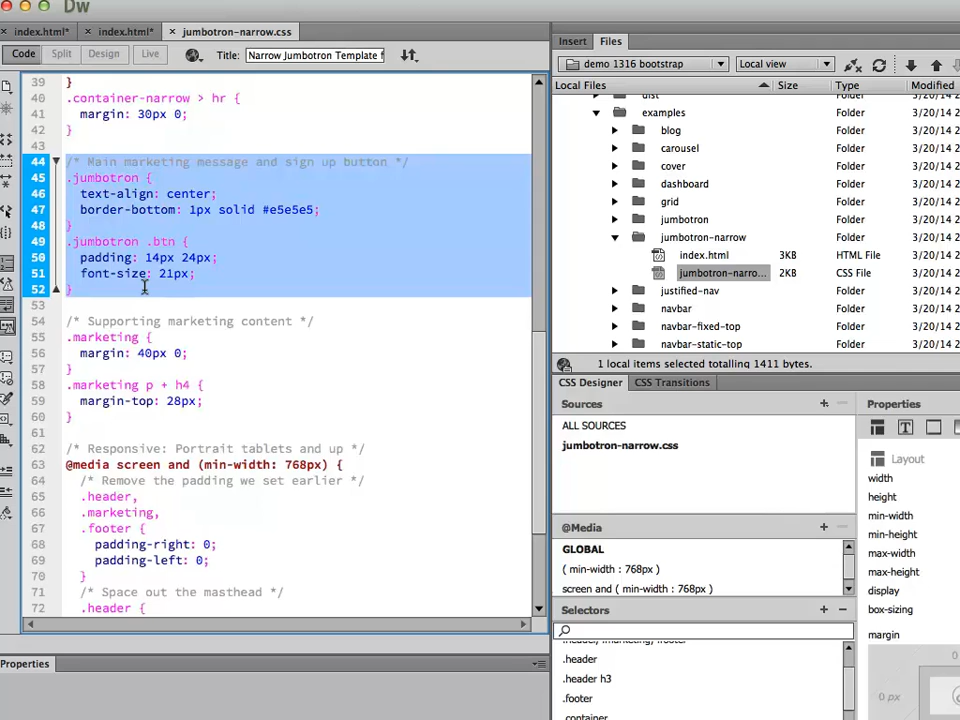 Dw
index.html*
index.html*
jumbotron-narrow.css
Code
Split
Design
Live
Title:
Narrow Jumbotron Template f
39 }
40 .container-narrow > hr {
41 margin: 30px 0;
42 }
43
44 /* Main marketing message and sign up button */
45 .jumbotron {
46 text-align: center;
47 border-bottom: 1px solid #e5e5e5;
48 }
49 .jumbotron .btn {
50 padding: 14px 24px;
51 font-size: 21px;
52 }
53
54 /* Supporting marketing content */
55 .marketing {
56 margin: 40px 0;
57 }
58 .marketing p + h4 {
59 margin-top: 28px;
60 }
61
62 /* Responsive: Portrait tablets and up */
63 @media screen and (min-width: 768px) {
64 /* Remove the padding we set earlier */
65 .header,
66 .marketing,
67 .footer {
68 padding-right: 0;
69 padding-left: 0;
70 }
71 /* Space out the masthead */
72 .header {
Properties
Insert
Files
demo 1316 bootstrap
Local view
Local Files Size Type Modified
Folder 3/20/14 2
examples Folder 3/20/14 2
blog Folder 3/20/14 2
carousel Folder 3/20/14 2
cover Folder 3/20/14 2
dashboard Folder 3/20/14 2
grid Folder 3/20/14 2
jumbotron Folder 3/20/14 2
jumbotron-narrow Folder 3/20/14 2
index.html 3KB HTML File 3/20/14 2
jumbotron-narro... 2KB CSS File 3/20/14 2
justified-nav Folder 3/20/14 2
navbar Folder 3/20/14 2
navbar-fixed-top Folder 3/20/14 2
navbar-static-top Folder 3/20/14 2
1 local items selected totalling 1411 bytes.
CSS Designer
CSS Transitions
Sources
ALL SOURCES
jumbotron-narrow.css
@Media
GLOBAL
( min-width : 768px )
screen and ( min-width : 768px )
Selectors
.header
.header h3
.footer
.container
Properties
Layout
width
height
min-width
min-height
max-width
max-height
display
box-sizing
margin
0
0 px